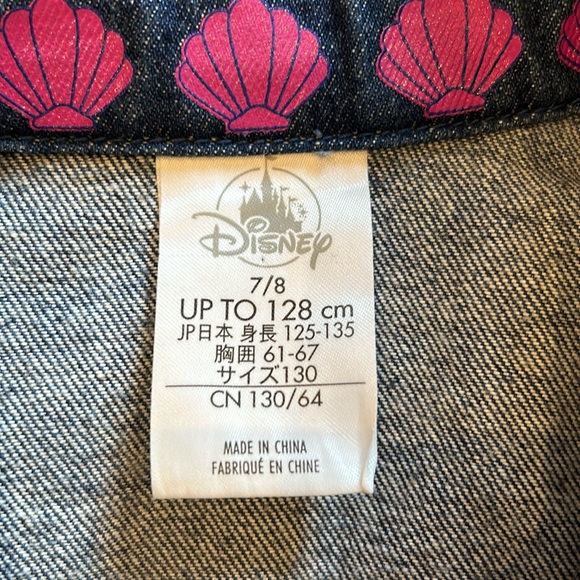 Disney
7/8
UP TO 128 cm
JP日本 身長 125-135
胸囲 61-67
サイズ130
CN 130/64
MADE IN CHINA
FABRIQUÉ EN CHINE